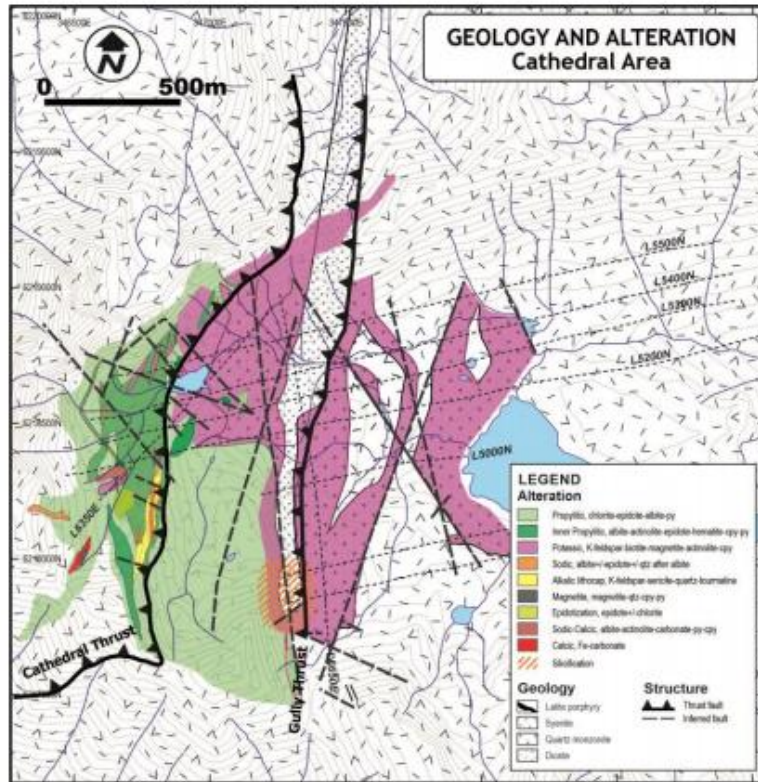 GEOLOGY AND ALTERATION
Cathedral Area
N
0 500m
L5500N
L5400N
L5300N
L5200N
L5000N
Cathedral Thrust
Gully Thrust
LEGEND
Alteration
Propylitic, chlorite-epidote-albite-py
Inner Propylitic, albite-actinolite-epidote-hematite-cpy-py
Potassic, K-feldspar-biotite-magnetite-actinolite-cpy
Sodic, albite+/-epidote+/-qtz after albite
Alkalic lithocap, K-feldspar-sericite-quartz-tourmaline
Magnetite, magnetite-qtz-cpy-py
Epidotization, epidote+/-chlorite
Sodic-Calcic, albite-actinolite-carbonate-py-cpy
Calcic, Fe-carbonate
Silicification
Geology
Latite porphyry
Syenite
Quartz monzonite
Diorite
Structure
Thrust fault
Inferred fault